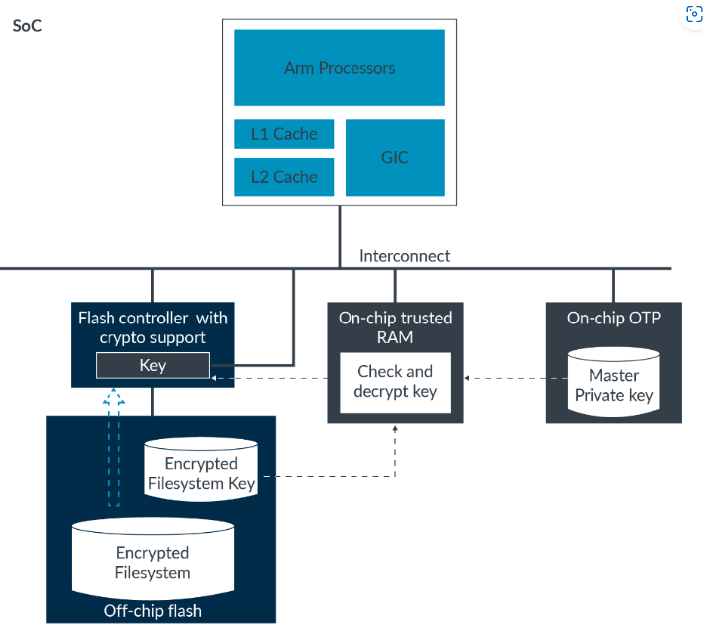 SoC
Arm Processors
L1 Cache
L2 Cache
GIC
Interconnect
Flash controller with
crypto support
Key
On-chip trusted
RAM
Check and
decrypt key
On-chip OTP
Master
Private key
Encrypted
Filesystem Key
Encrypted
Filesystem
Off-chip flash